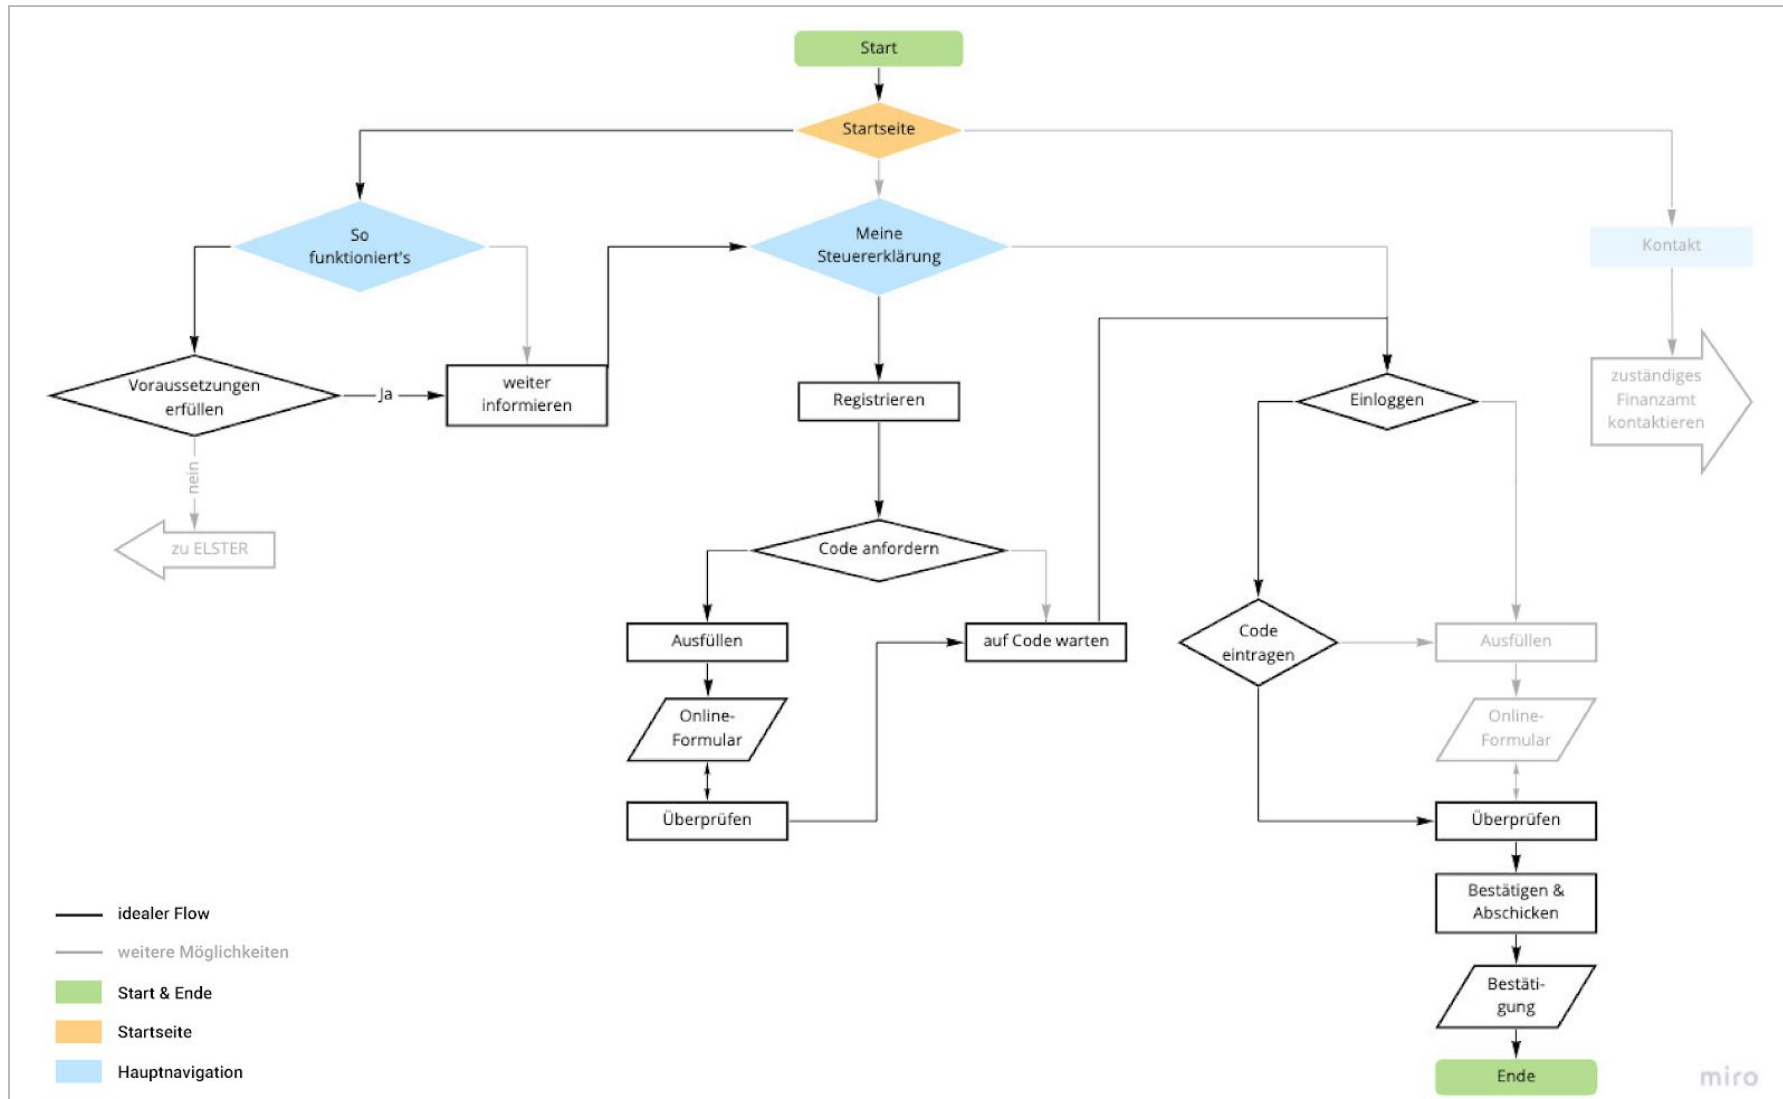 Start
Startseite
So
funktioniert's
Meine
Steuererklärung
Kontakt
Voraussetzungen
erfüllen
Ja
weiter
informieren
Registrieren
Einloggen
zuständiges
Finanzamt
kontaktieren
nein
zu ELSTER
Code anfordern
Ausfüllen
auf Code warten
Code
eintragen
Ausfüllen
Online-
Formular
Online-
Formular
Überprüfen
Überprüfen
Bestätigen &
Abschicken
Bestäti-
gung
Ende
idealer Flow
weitere Möglichkeiten
Start & Ende
Startseite
Hauptnavigation
miro